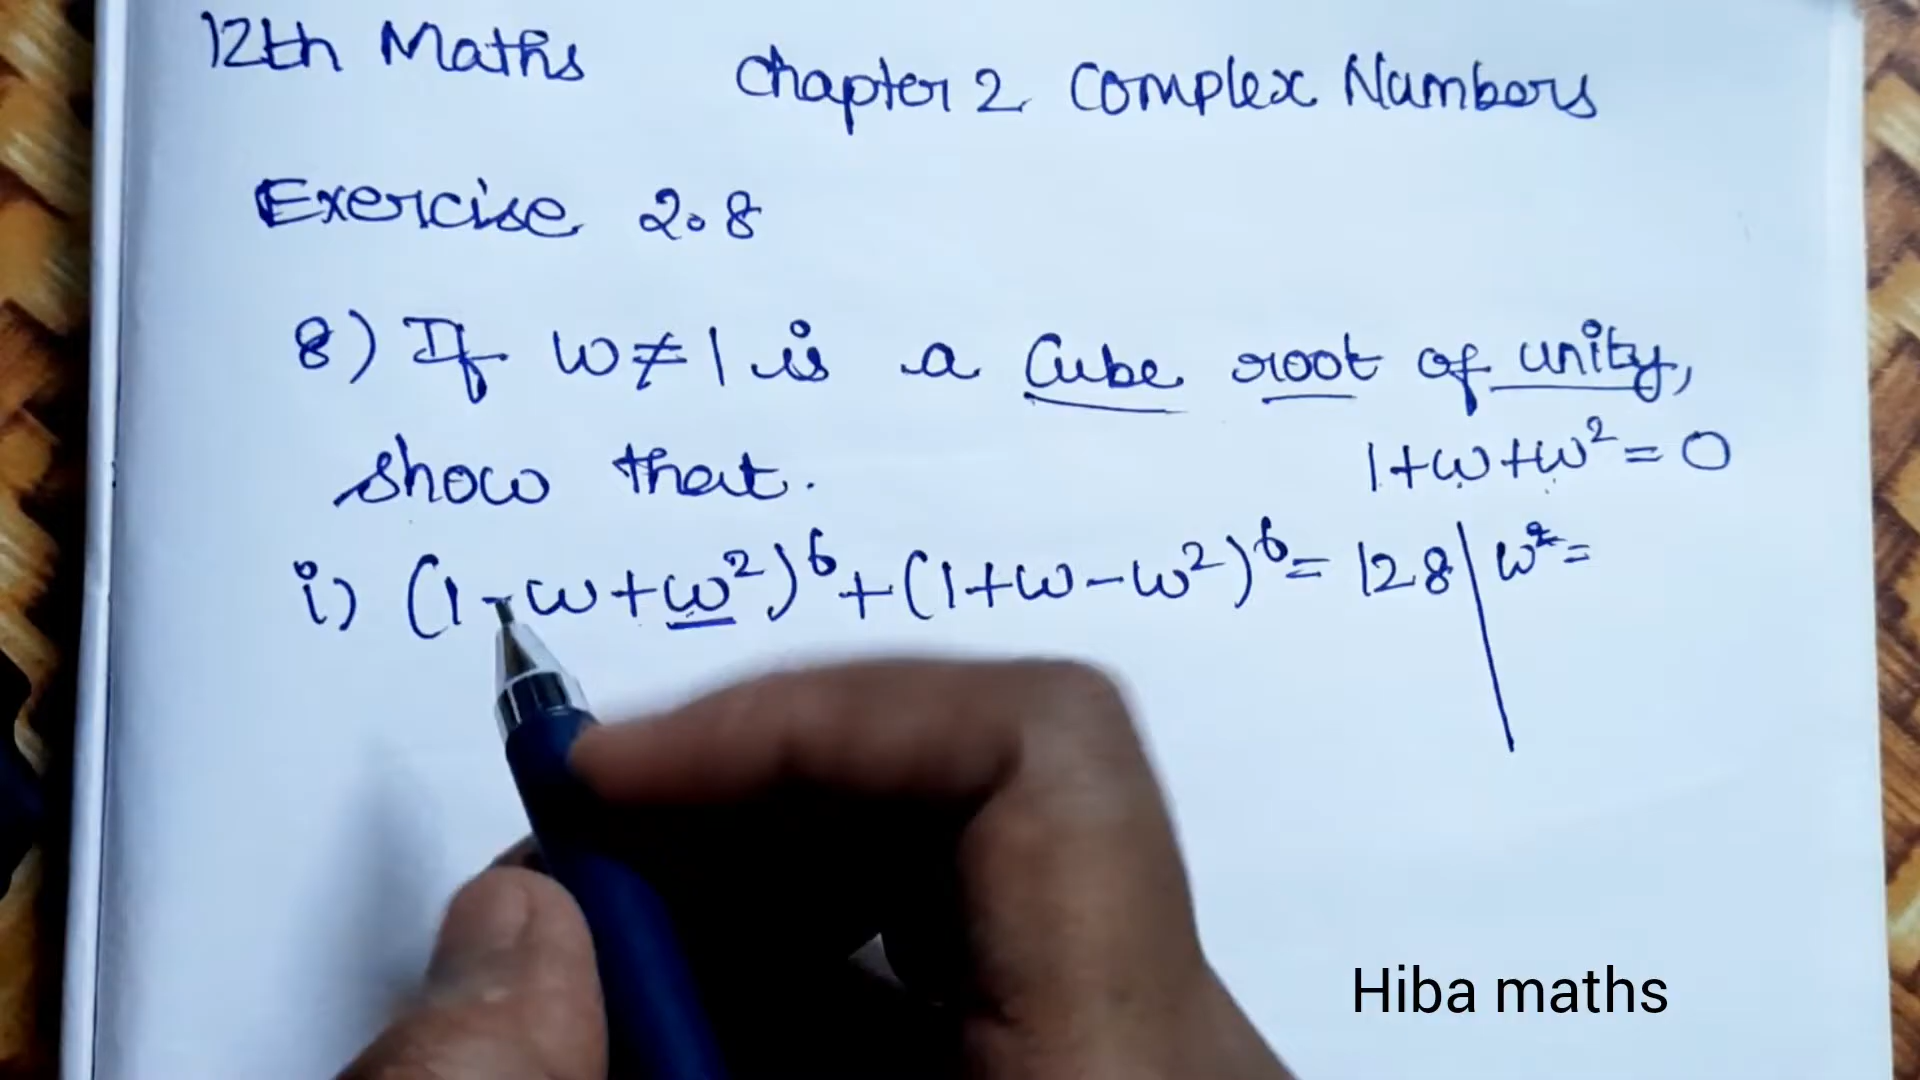 12th Maths Chapter 2 Complex Numbers
Exercise 2.8
8) If ω≠1 is a Cube root of unity,
show that.
1+ω+ω²=0
i) (1-ω+ω²)⁶+(1+ω-ω²)⁶=128 | ω²=
Hiba maths